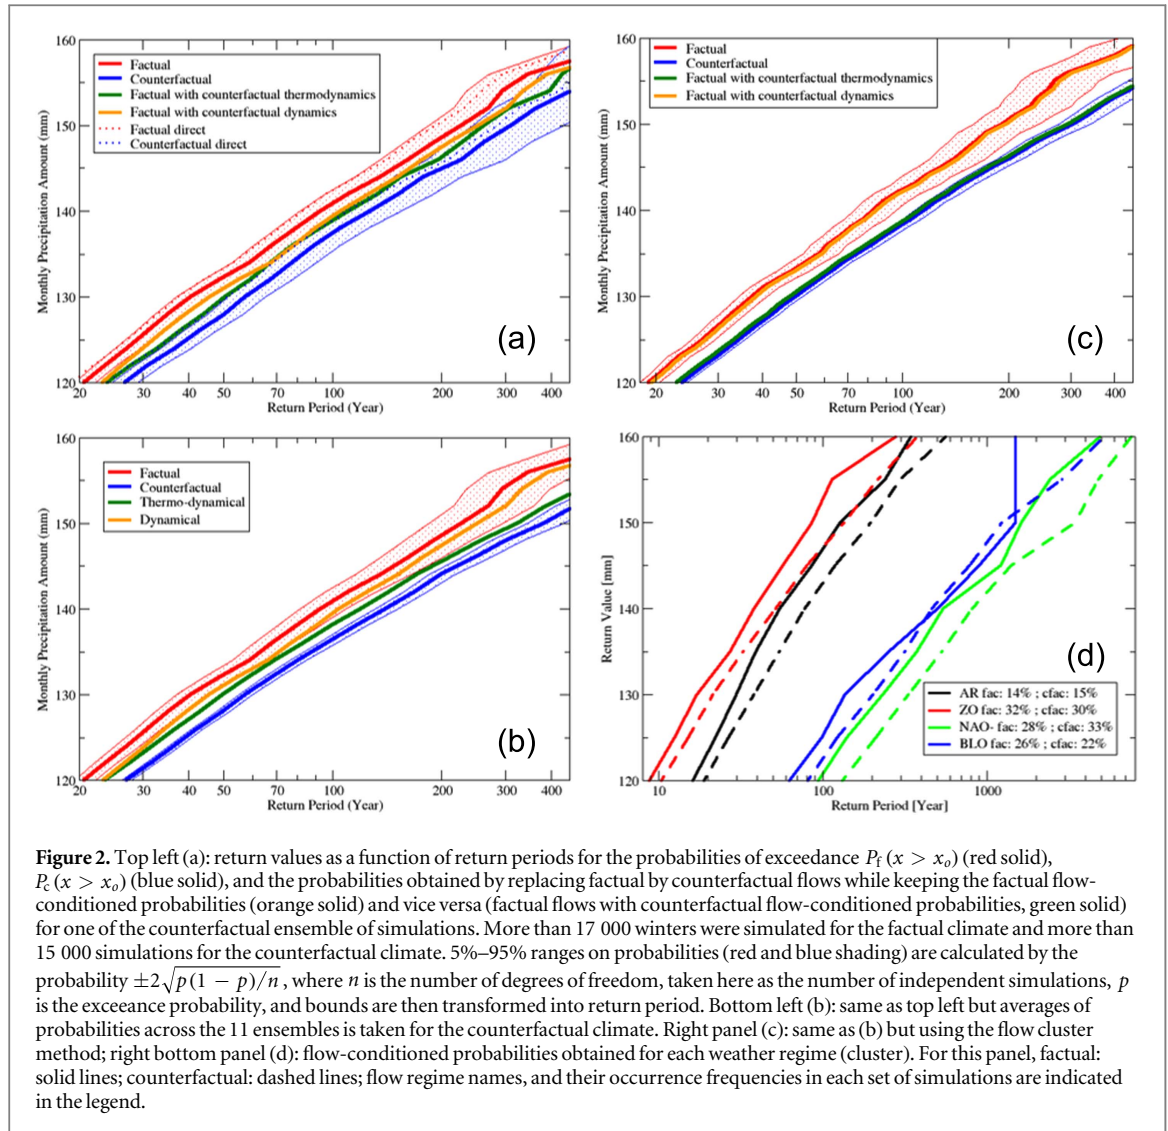 160
150
140
130
120
Monthly Precipitation Amount (mm)
Factual
Counterfactual
Factual with counterfactual thermodynamics
Factual with counterfactual dynamics
Factual direct
Counterfactual direct
(a)
20 30 40 50 70 100 200 300 400
Return Period (Year)
160
150
140
130
120
Monthly Precipitation Amount (mm)
Factual
Counterfactual
Factual with counterfactual thermodynamics
Factual with counterfactual dynamics
(c)
20 30 40 50 70 100 200 300 400
Return Period (Year)
160
150
140
130
120
Monthly Precipitation Amount (mm)
Factual
Counterfactual
Thermo-dynamical
Dynamical
(b)
20 30 40 50 70 100 200 300 400
Return Period (Year)
160
150
140
130
120
Return Value [mm]
(d)
AR fac: 14% ; cfac: 15%
ZO fac: 32% ; cfac: 30%
NAO- fac: 28% ; cfac: 33%
BLO fac: 26% ; cfac: 22%
10 100 1000
Return Period [Year]
Figure 2. Top left (a): return values as a function of return periods for the probabilities of exceedance P_f (x > x_o) (red solid),
P_c (x > x_o) (blue solid), and the probabilities obtained by replacing factual by counterfactual flows while keeping the factual flow-
conditioned probabilities (orange solid) and vice versa (factual flows with counterfactual flow-conditioned probabilities, green solid)
for one of the counterfactual ensemble of simulations. More than 17 000 winters were simulated for the factual climate and more than
15 000 simulations for the counterfactual climate. 5%–95% ranges on probabilities (red and blue shading) are calculated by the
probability ±2√p(1 − p)/n, where n is the number of degrees of freedom, taken here as the number of independent simulations, p
is the exceeance probability, and bounds are then transformed into return period. Bottom left (b): same as top left but averages of
probabilities across the 11 ensembles is taken for the counterfactual climate. Right panel (c): same as (b) but using the flow cluster
method; right bottom panel (d): flow-conditioned probabilities obtained for each weather regime (cluster). For this panel, factual:
solid lines; counterfactual: dashed lines; flow regime names, and their occurrence frequencies in each set of simulations are indicated
in the legend.